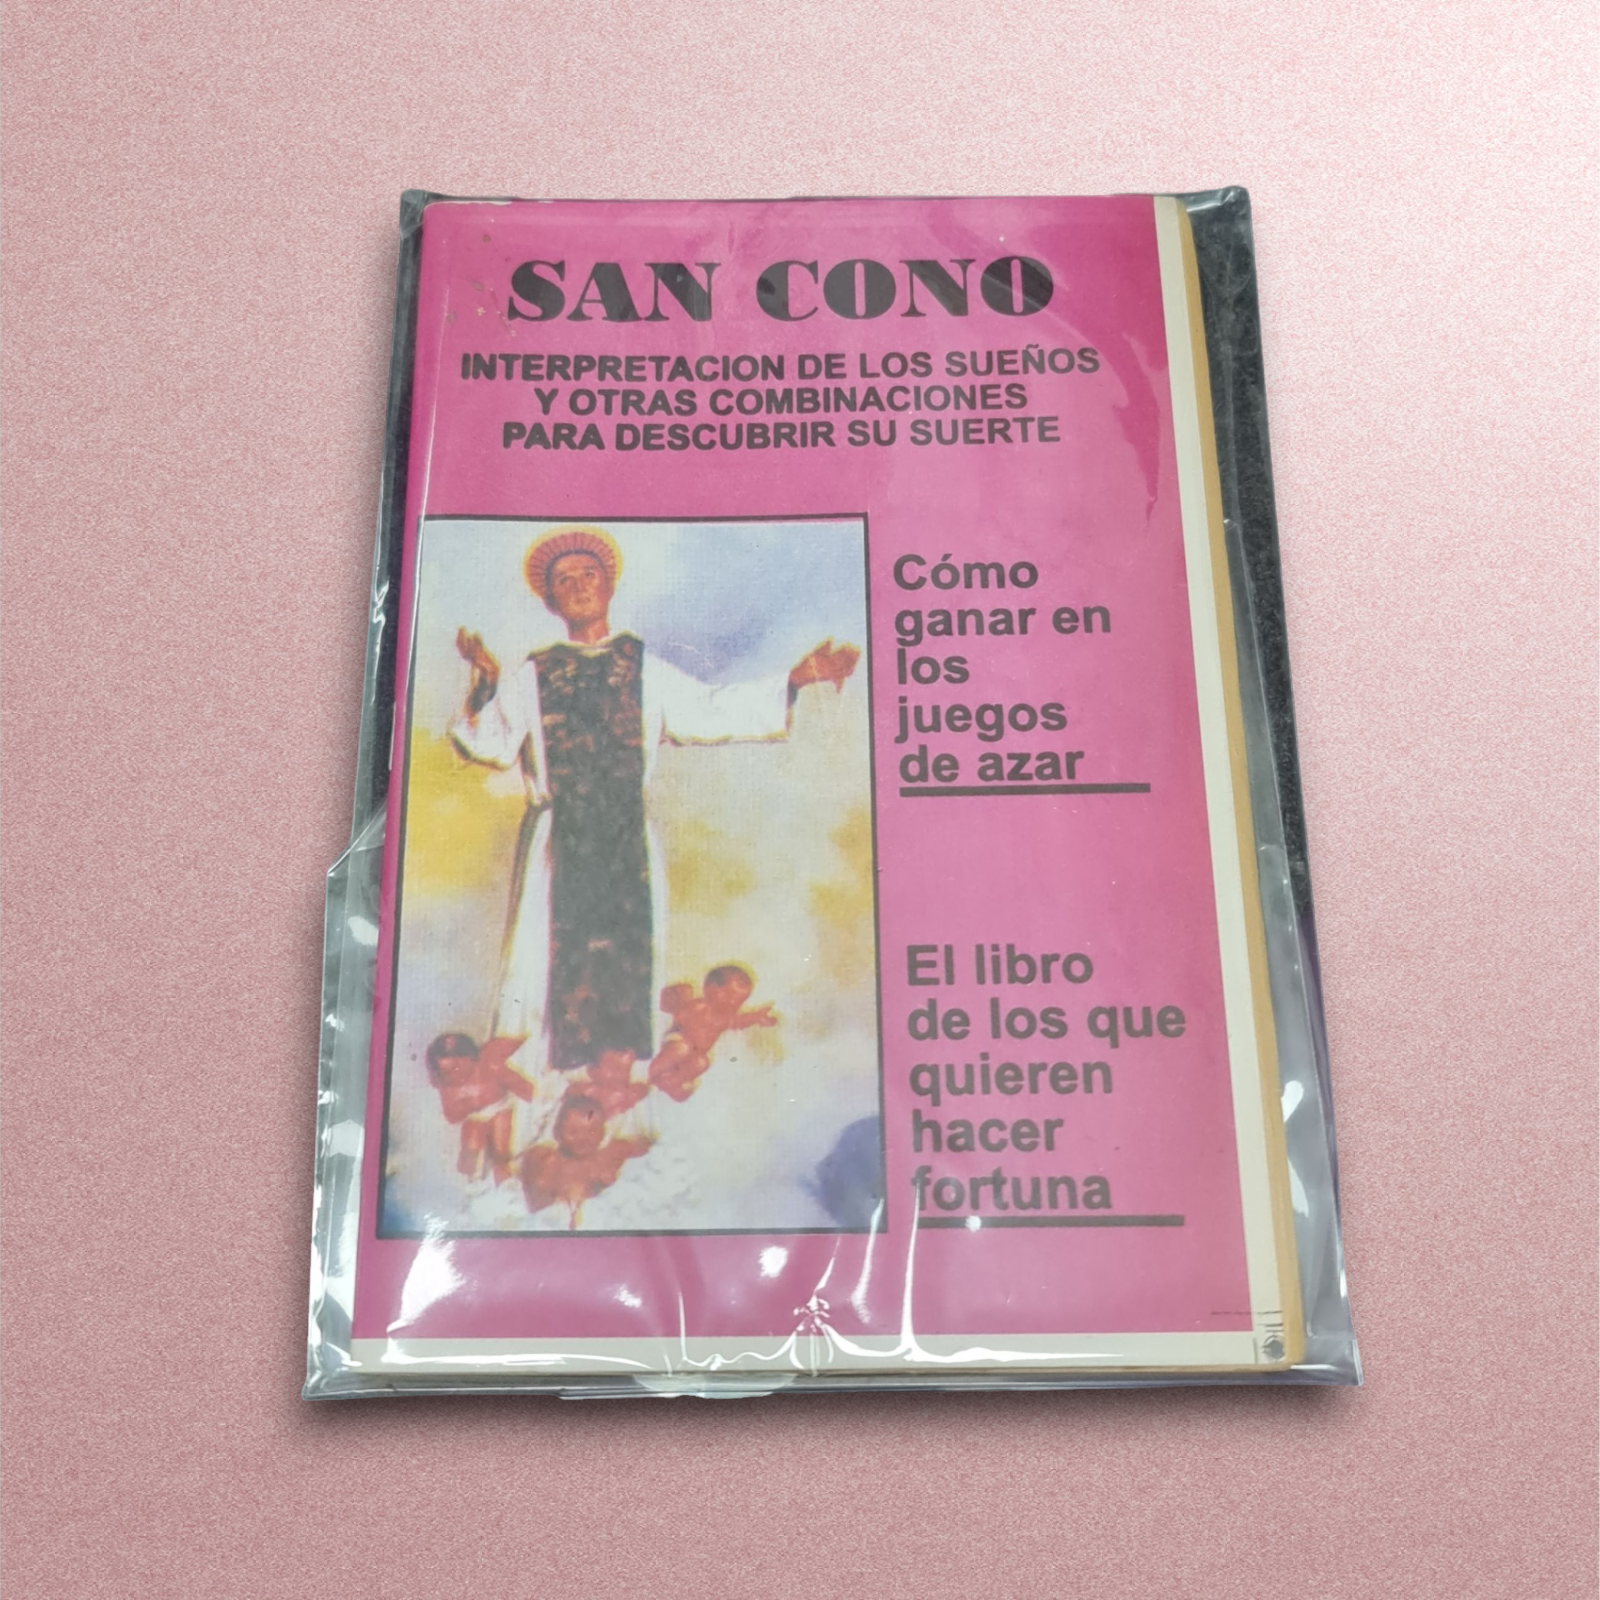 SAN CONO
INTERPRETACION DE LOS SUEÑOS
Y OTRAS COMBINACIONES
PARA DESCUBRIR SU SUERTE
Cómo
ganar en
los
juegos
de azar
El libro
de los que
quieren
hacer
fortuna